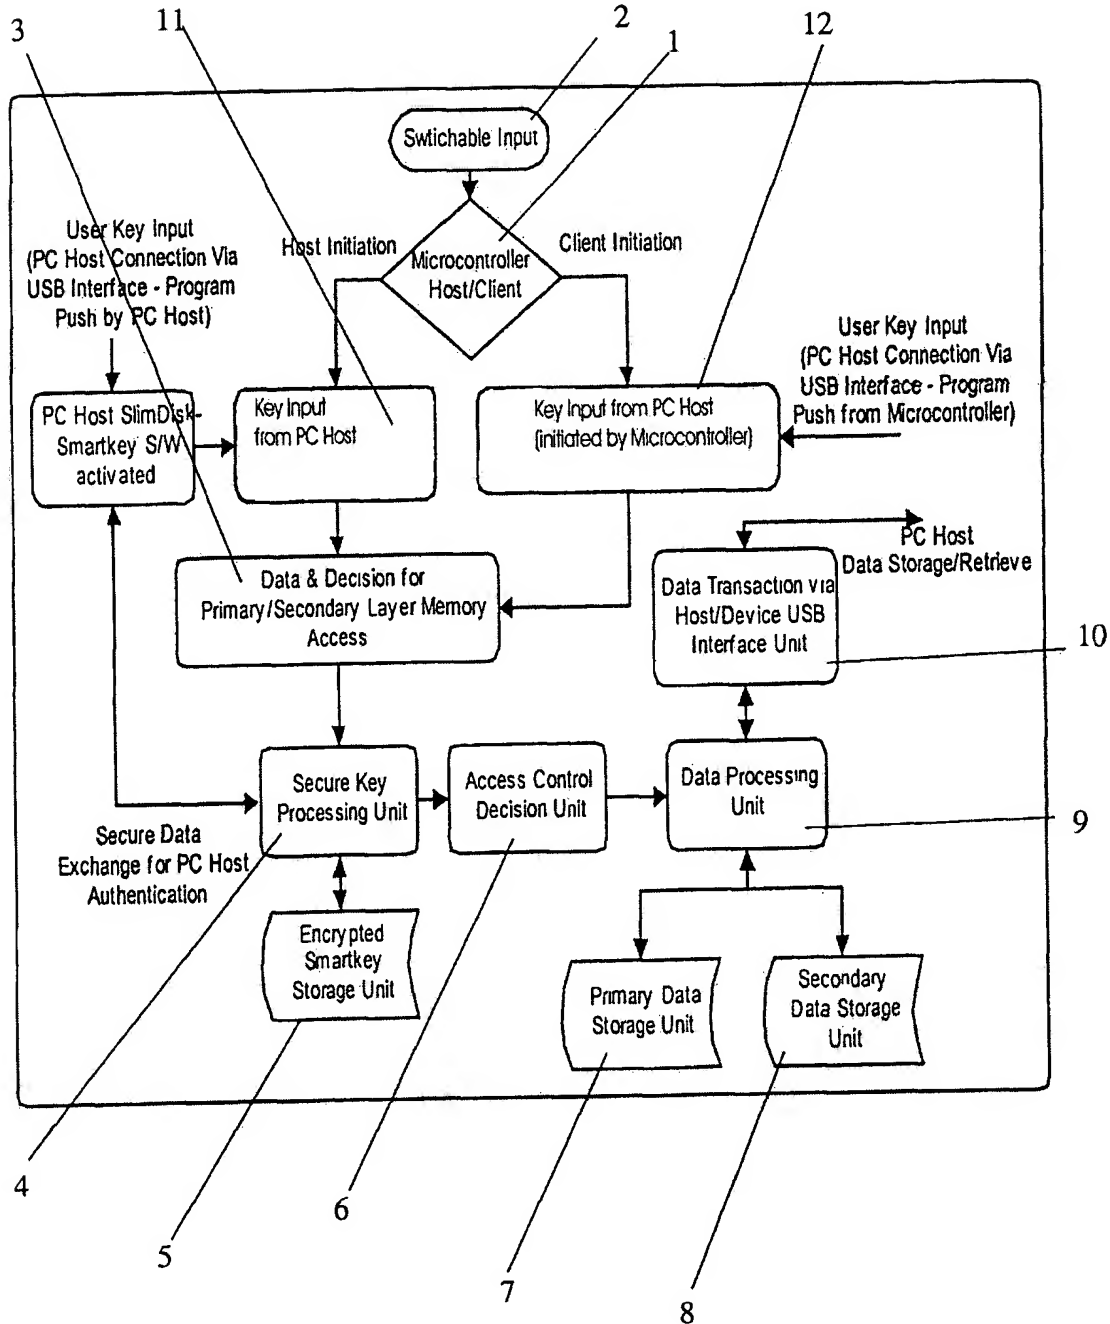 3
11
2
1
12
Swtichable Input
User Key Input
(PC Host Connection Via
USB Interface - Program
Push by PC Host)
Host Initiation
Client Initiation
Microcontroller
Host/Client
User Key Input
(PC Host Connection Via
USB Interface - Program
Push from Microcontroller)
PC Host SlimDisk-
Smartkey S/W
activated
Key Input
from PC Host
Key Input from PC Host
(initiated by Microcontroller)
PC Host
Data Storage/Retrieve
Data & Decision for
Primary/Secondary Layer Memory
Access
Data Transaction via
Host/Device USB
Interface Unit
10
Secure Key
Processing Unit
Access Control
Decision Unit
Data Processing
Unit
9
Secure Data
Exchange for PC Host
Authentication
Encrypted
Smartkey
Storage Unit
Primary Data
Storage Unit
Secondary
Data Storage
Unit
4
5
6
7
8